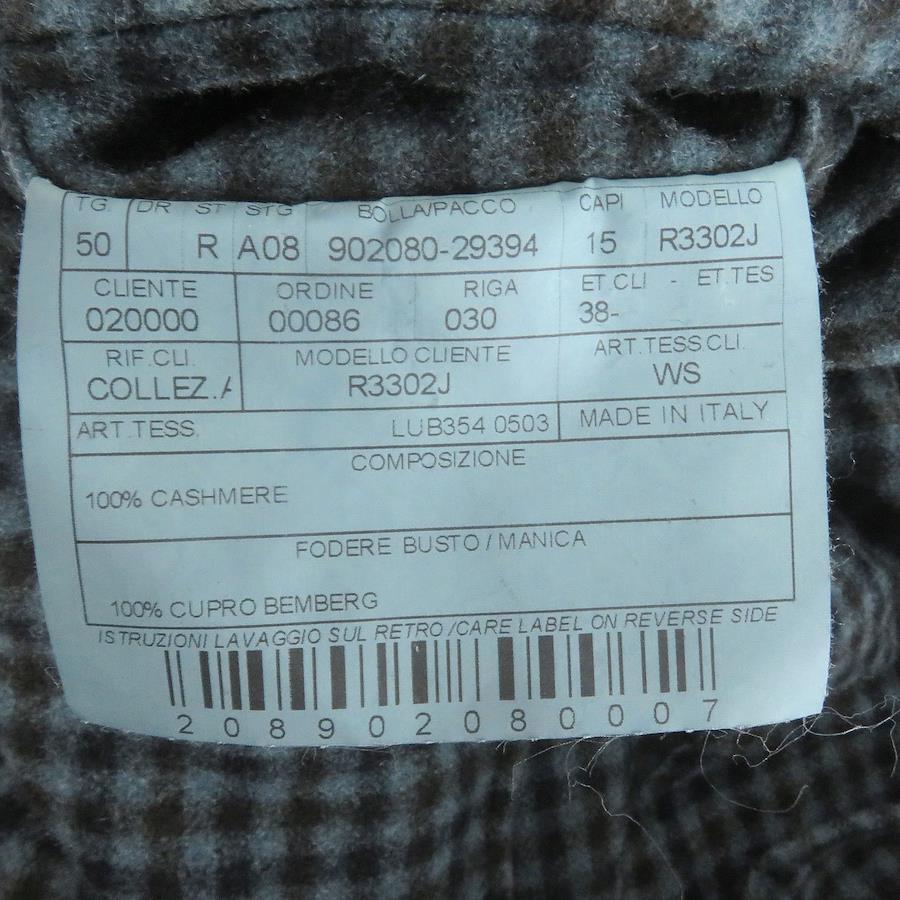 TG. DR ST STG BOLLA/PACCO CAPI MODELLO
50 R A08 902080-29394 15 R3302J
CLIENTE ORDINE RIGA ET.CLI - ET.TES
020000 00086 030 38-
RIF.CLI. MODELLO CLIENTE ART.TESS.CLI.
COLLEZ. R3302J WS
ART.TESS. LUB354 0503 MADE IN ITALY
COMPOSIZIONE
100% CASHMERE
FODERE BUSTO / MANICA
100% CUPRO BEMBERG
ISTRUZIONI LAVAGGIO SUL RETRO /CARE LABEL ON REVERSE SIDE
208902080007